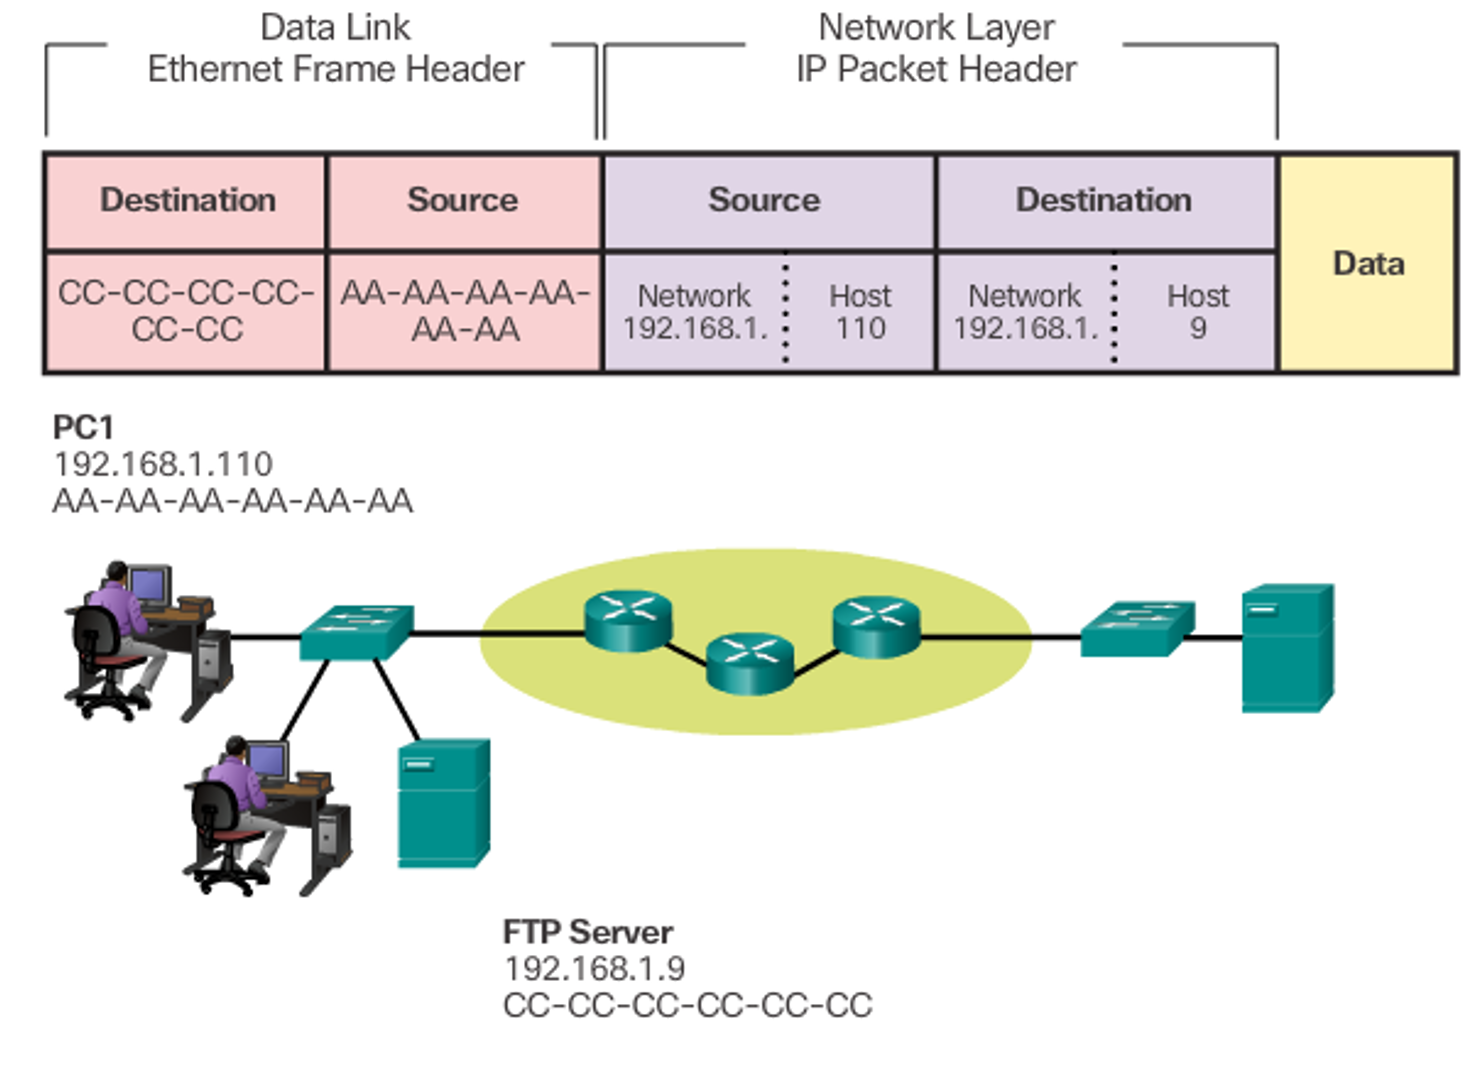 Data Link
Ethernet Frame Header
Network Layer
IP Packet Header
Destination
Source
Source
Destination
Data
CC-CC-CC-CC-
CC-CC
AA-AA-AA-AA-
AA-AA
Network
192.168.1.
Host
110
Network
192.168.1.
Host
9
PC1
192.168.1.110
AA-AA-AA-AA-AA-AA
FTP Server
192.168.1.9
CC-CC-CC-CC-CC-CC